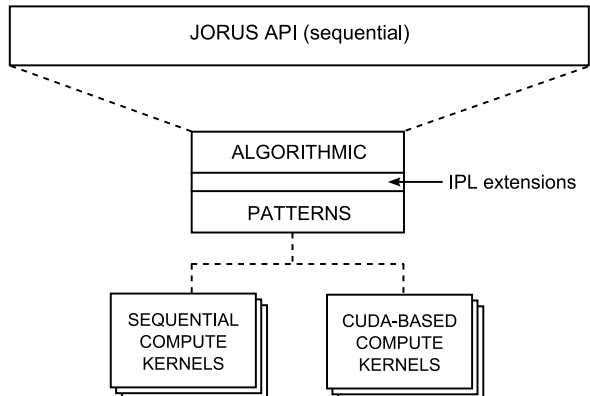 JORUS API (sequential)
ALGORITHMIC
IPL extensions
PATTERNS
SEQUENTIAL
COMPUTE
KERNELS
CUDA-BASED
COMPUTE
KERNELS